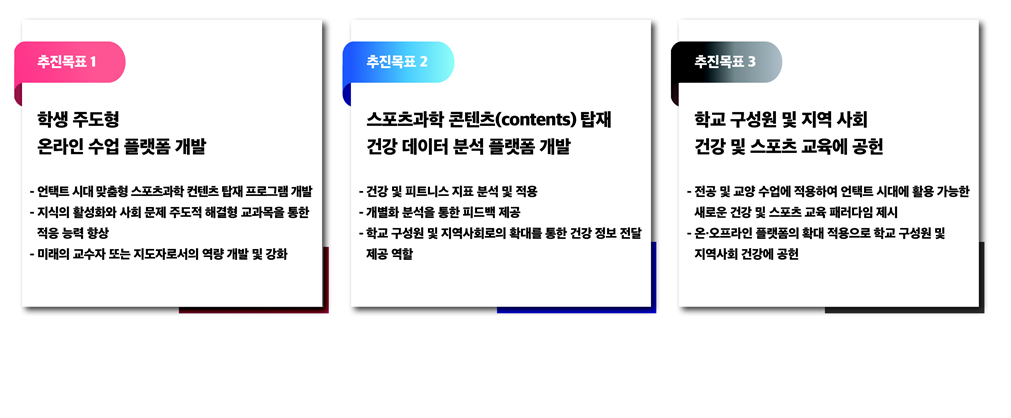 추진목표 1
학생 주도형
온라인 수업 플랫폼 개발
- 언택트 시대 맞춤형 스포츠과학 컨텐츠 탑재 프로그램 개발
- 지식의 활성화와 사회 문제 주도적 해결형 교과목을 통한
적응 능력 향상
- 미래의 교수자 또는 지도자로서의 역량 개발 및 강화
추진목표 2
스포츠과학 콘텐츠(contents) 탑재
건강 데이터 분석 플랫폼 개발
- 건강 및 피트니스 지표 분석 및 적용
- 개별화 분석을 통한 피드백 제공
- 학교 구성원 및 지역사회로의 확대를 통한 건강 정보 전달
제공 역할
추진목표 3
학교 구성원 및 지역 사회
건강 및 스포츠 교육에 공헌
- 전공 및 교양 수업에 적용하여 언택트 시대에 활용 가능한
새로운 건강 및 스포츠 교육 패러다임 제시
- 온·오프라인 플랫폼의 확대 적용으로 학교 구성원 및
지역사회 건강에 공헌